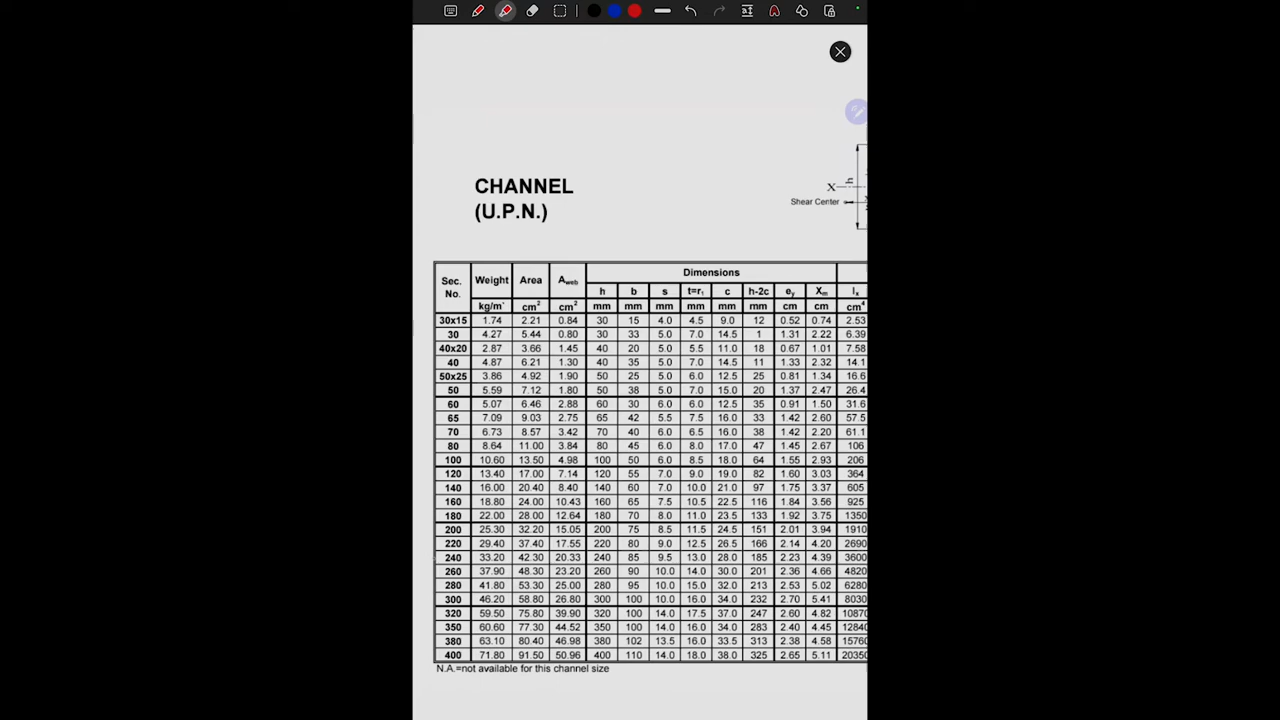 CHANNEL
(U.P.N.)
X
h
Shear Center
Sec. No. Weight Area Aweb Dimensions
h b s t=r1 c h-2c ey Xm Ix
kg/m' cm2 cm2 mm mm mm mm mm mm cm cm cm4
30x15 1.74 2.21 0.84 30 15 4.0 4.5 9.0 12 0.52 0.74 2.53
30 4.27 5.44 0.80 30 33 5.0 7.0 14.5 1 1.31 2.22 6.39
40x20 2.87 3.66 1.45 40 20 5.0 5.5 11.0 18 0.67 1.01 7.58
40 4.87 6.21 1.30 40 35 5.0 7.0 14.5 11 1.33 2.32 14.1
50x25 3.86 4.92 1.90 50 25 5.0 6.0 12.5 25 0.81 1.34 16.6
50 5.59 7.12 1.80 50 38 5.0 7.0 15.0 20 1.37 2.47 26.4
60 5.07 6.46 2.88 60 30 6.0 6.0 12.5 35 0.91 1.50 31.6
65 7.09 9.03 2.75 65 42 5.5 7.5 16.0 33 1.42 2.60 57.5
70 6.73 8.57 3.42 70 40 6.0 6.5 16.0 38 1.42 2.20 61.1
80 8.64 11.00 3.84 80 45 6.0 8.0 17.0 47 1.45 2.67 106
100 10.60 13.50 4.98 100 50 6.0 8.5 18.0 64 1.55 2.93 206
120 13.40 17.00 7.14 120 55 7.0 9.0 19.0 82 1.60 3.03 364
140 16.00 20.40 8.40 140 60 7.0 10.0 21.0 97 1.75 3.37 605
160 18.80 24.00 10.43 160 65 7.5 10.5 22.5 116 1.84 3.56 925
180 22.00 28.00 12.64 180 70 8.0 11.0 23.5 133 1.92 3.75 1350
200 25.30 32.20 15.05 200 75 8.5 11.5 24.5 151 2.01 3.94 1910
220 29.40 37.40 17.55 220 80 9.0 12.5 26.5 166 2.14 4.20 2690
240 33.20 42.30 20.33 240 85 9.5 13.0 28.0 185 2.23 4.39 3600
260 37.90 48.30 23.20 260 90 10.0 14.0 30.0 201 2.36 4.66 4820
280 41.80 53.30 25.00 280 95 10.0 15.0 32.0 213 2.53 5.02 6280
300 46.20 58.80 26.80 300 100 10.0 16.0 34.0 232 2.70 5.41 8030
320 59.50 75.80 39.90 320 100 14.0 17.5 37.0 247 2.60 4.82 10870
350 60.60 77.30 44.52 350 100 14.0 16.0 34.0 283 2.40 4.45 12840
380 63.10 80.40 46.98 380 102 13.5 16.0 33.5 313 2.38 4.58 15760
400 71.80 91.50 50.96 400 110 14.0 18.0 38.0 325 2.65 5.11 20350
N.A.=not available for this channel size